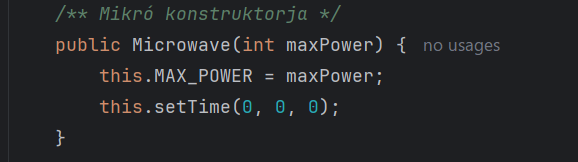 /** Mikró konstruktorja */
public Microwave(int maxPower) { no usages
    this.MAX_POWER = maxPower;
    this.setTime(0, 0, 0);
}